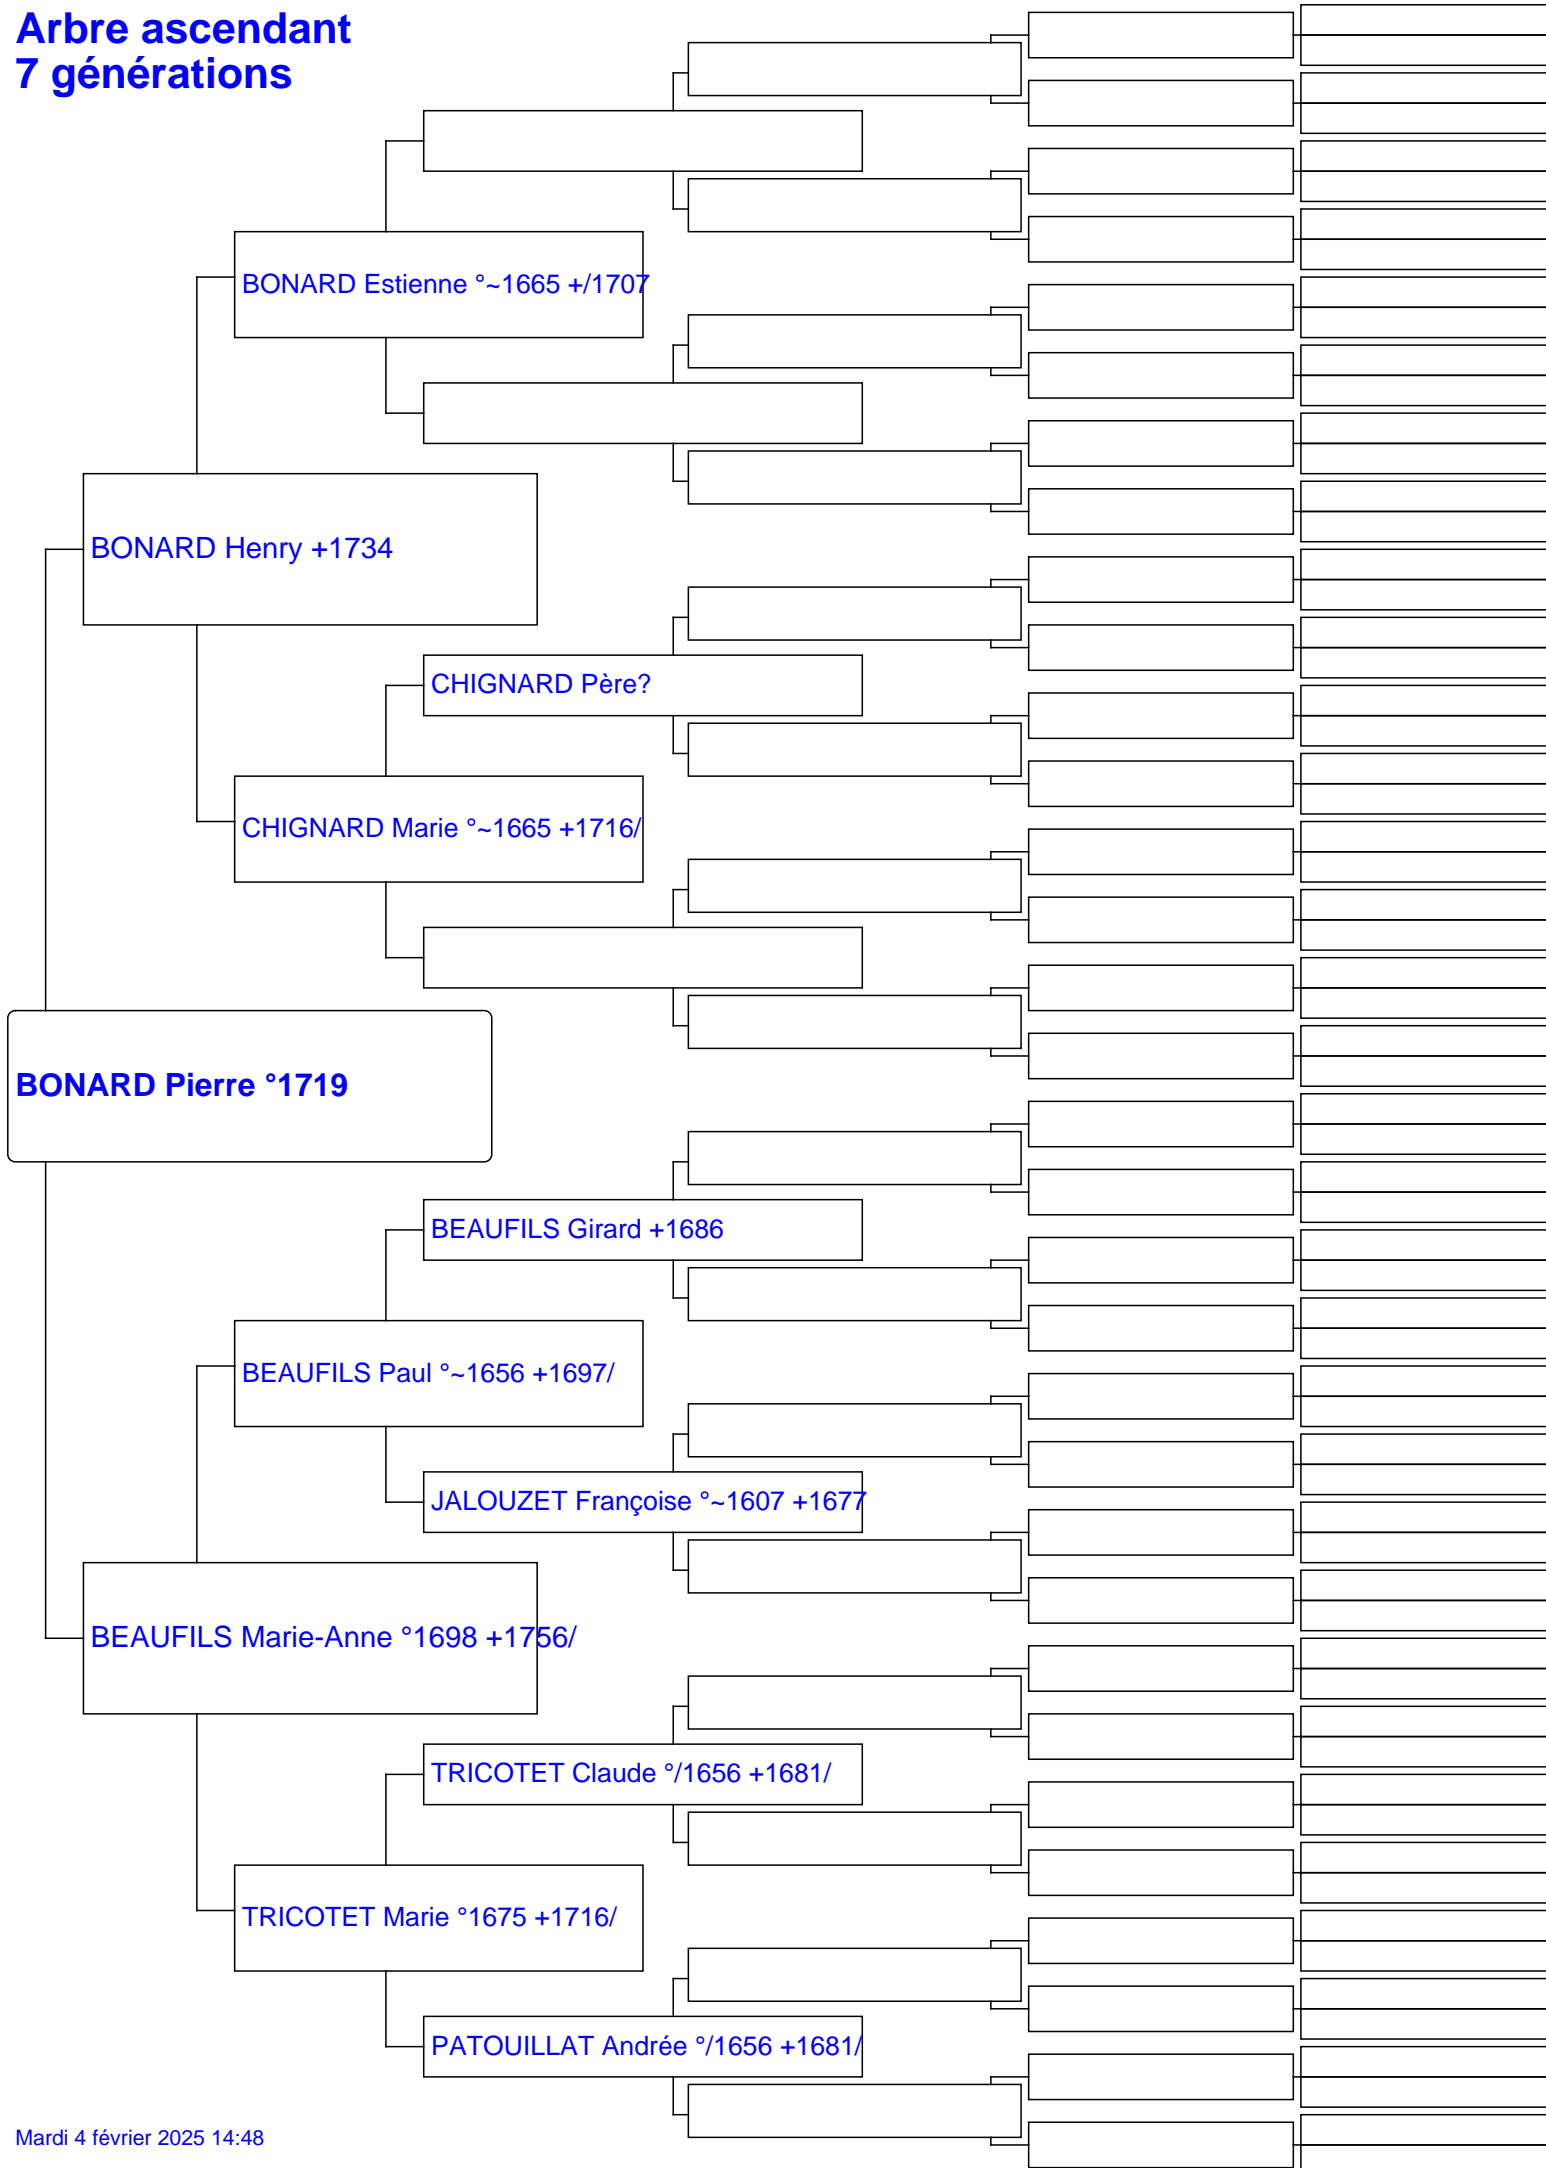 Arbre ascendant
7 générations
BONARD Estienne °~1665 +/1707
BONARD Henry +1734
CHIGNARD Père?
CHIGNARD Marie °~1665 +1716/
BONARD Pierre °1719
BEAUFILS Girard +1686
BEAUFILS Paul °~1656 +1697/
JALOUZET Françoise °~1607 +1677
BEAUFILS Marie-Anne °1698 +1756/
TRICOTET Claude °/1656 +1681/
TRICOTET Marie °1675 +1716/
PATOUILLAT Andrée °/1656 +1681/
Mardi 4 février 2025 14:48